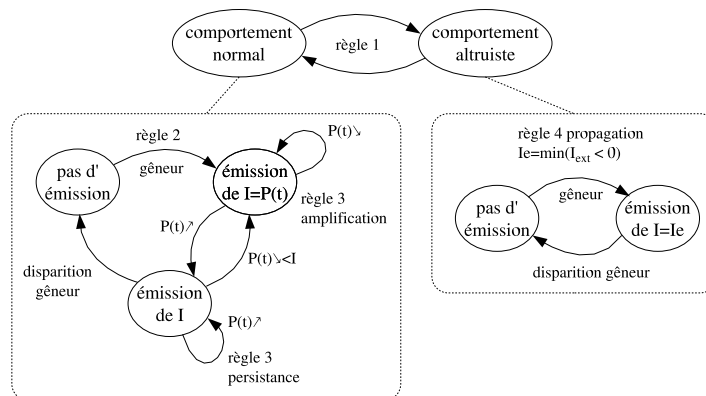 comportement
normal
règle 1
comportement
altruiste
règle 2
gêneur
pas d'
émission
émission
de I=P(t)
P(t)↘
règle 3
amplification
P(t)↗
P(t)↘<I
disparition
gêneur
émission
de I
P(t)↗
règle 3
persistance
règle 4 propagation
Ie=min(I_ext < 0)
gêneur
pas d'
émission
émission
de I=Ie
disparition gêneur